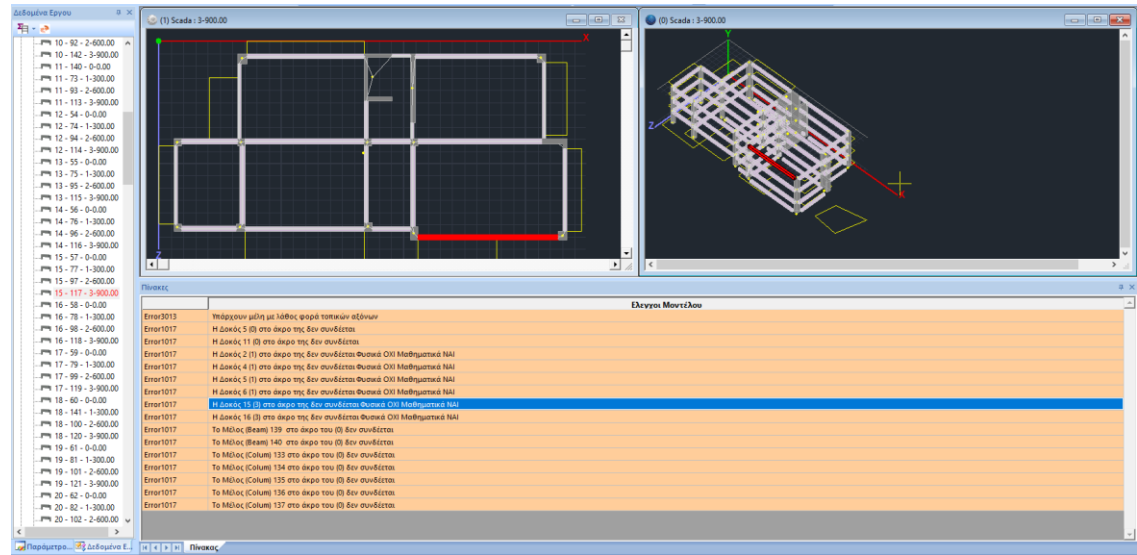 Δεδομένα Εργου
10 - 92 - 2-600.00
10 - 142 - 3-900.00
11 - 140 - 0-0.00
11 - 73 - 1-300.00
11 - 93 - 2-600.00
11 - 113 - 3-900.00
12 - 54 - 0-0.00
12 - 74 - 1-300.00
12 - 94 - 2-600.00
12 - 114 - 3-900.00
13 - 55 - 0-0.00
13 - 75 - 1-300.00
13 - 95 - 2-600.00
13 - 115 - 3-900.00
14 - 56 - 0-0.00
14 - 76 - 1-300.00
14 - 96 - 2-600.00
14 - 116 - 3-900.00
15 - 57 - 0-0.00
15 - 77 - 1-300.00
15 - 97 - 2-600.00
15 - 117 - 3-900.00
16 - 58 - 0-0.00
16 - 78 - 1-300.00
16 - 98 - 2-600.00
16 - 118 - 3-900.00
17 - 59 - 0-0.00
17 - 79 - 1-300.00
17 - 99 - 2-600.00
17 - 119 - 3-900.00
18 - 60 - 0-0.00
18 - 141 - 1-300.00
18 - 100 - 2-600.00
18 - 120 - 3-900.00
19 - 61 - 0-0.00
19 - 81 - 1-300.00
19 - 101 - 2-600.00
19 - 121 - 3-900.00
20 - 62 - 0-0.00
20 - 82 - 1-300.00
20 - 102 - 2-600.00
Παράμετρο... Δεδομένα Ε...
(1) Scada : 3-900.00
X
Z
(0) Scada : 3-900.00
Y
Z
X
Πίνακες
Ελεγχοι Μοντέλου
Error3013 Υπάρχουν μέλη με λάθος φορά τοπικών αξόνων
Error1017 Η Δοκός 5 (0) στο άκρο της δεν συνδέεται
Error1017 Η Δοκός 11 (0) στο άκρο της δεν συνδέεται
Error1017 Η Δοκός 2 (1) στο άκρο της δεν συνδέεται Φυσικά ΟΧΙ Μαθηματικά ΝΑΙ
Error1017 Η Δοκός 4 (1) στο άκρο της δεν συνδέεται Φυσικά ΟΧΙ Μαθηματικά ΝΑΙ
Error1017 Η Δοκός 5 (1) στο άκρο της δεν συνδέεται Φυσικά ΟΧΙ Μαθηματικά ΝΑΙ
Error1017 Η Δοκός 6 (1) στο άκρο της δεν συνδέεται Φυσικά ΟΧΙ Μαθηματικά ΝΑΙ
Error1017 Η Δοκός 15 (3) στο άκρο της δεν συνδέεται Φυσικά ΟΧΙ Μαθηματικά ΝΑΙ
Error1017 Η Δοκός 16 (3) στο άκρο της δεν συνδέεται Φυσικά ΟΧΙ Μαθηματικά ΝΑΙ
Error1017 Το Μέλος (Beam) 139 στο άκρο του (0) δεν συνδέεται
Error1017 Το Μέλος (Beam) 140 στο άκρο του (0) δεν συνδέεται
Error1017 Το Μέλος (Colum) 133 στο άκρο του (0) δεν συνδέεται
Error1017 Το Μέλος (Colum) 134 στο άκρο του (0) δεν συνδέεται
Error1017 Το Μέλος (Colum) 135 στο άκρο του (0) δεν συνδέεται
Error1017 Το Μέλος (Colum) 136 στο άκρο του (0) δεν συνδέεται
Error1017 Το Μέλος (Colum) 137 στο άκρο του (0) δεν συνδέεται
Πίνακας